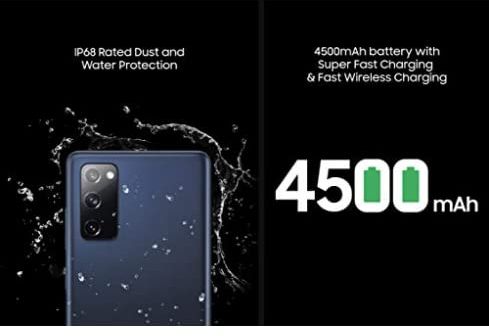 IP68 Rated Dust and
Water Protection
4500mAh battery with
Super Fast Charging
& Fast Wireless Charging
4500 mAh